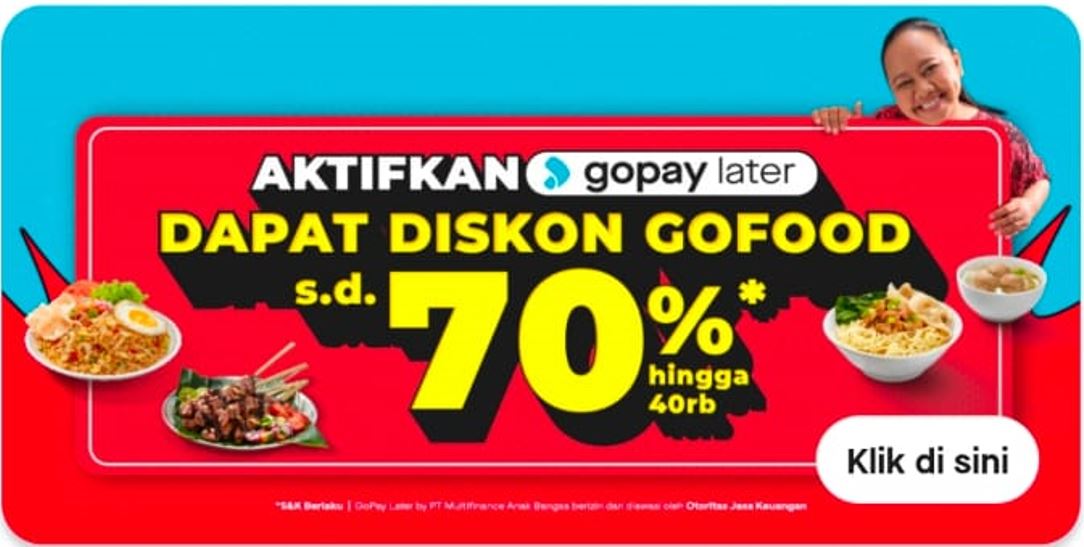 AKTIFKAN gopay later
DAPAT DISKON GOFOOD
s.d. 70%*
hingga
40rb
Klik di sini
*S&K Berlaku | GoPay Later by PT Multifinance Anak Bangsa berizin dan diawasi oleh Otoritas Jasa Keuangan